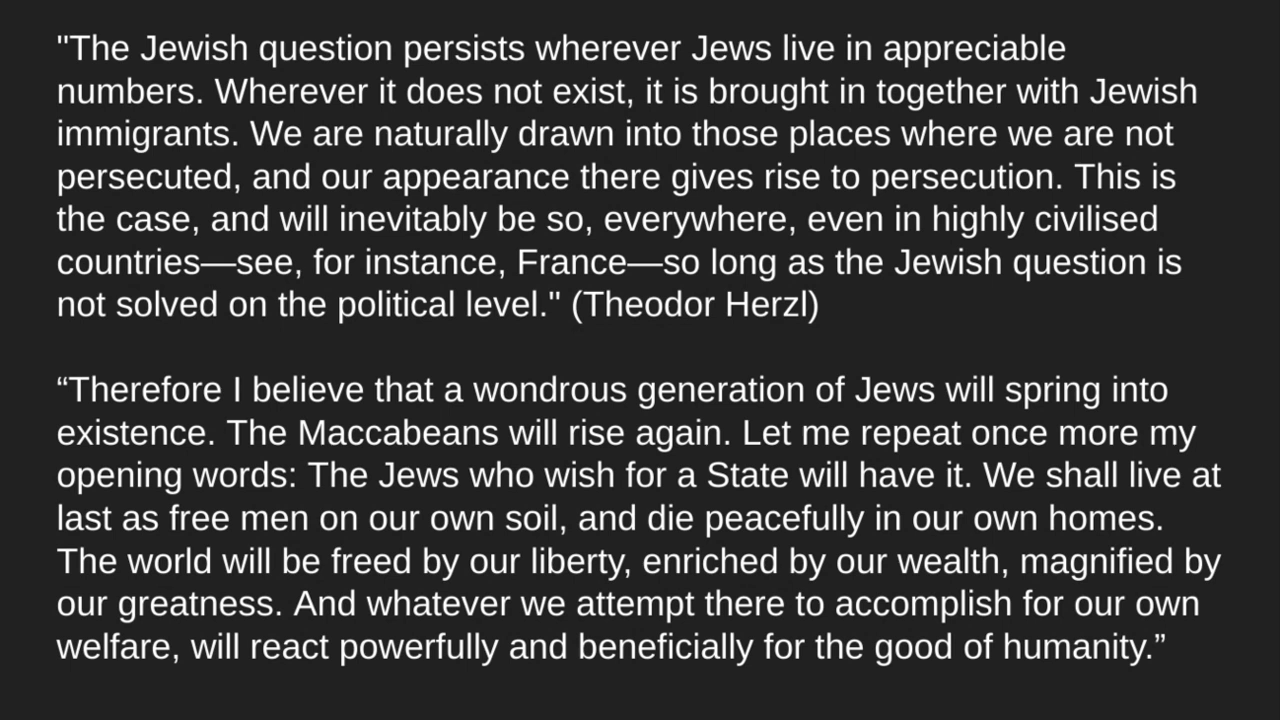 "The Jewish question persists wherever Jews live in appreciable
numbers. Wherever it does not exist, it is brought in together with Jewish
immigrants. We are naturally drawn into those places where we are not
persecuted, and our appearance there gives rise to persecution. This is
the case, and will inevitably be so, everywhere, even in highly civilised
countries—see, for instance, France—so long as the Jewish question is
not solved on the political level." (Theodor Herzl)
“Therefore I believe that a wondrous generation of Jews will spring into
existence. The Maccabeans will rise again. Let me repeat once more my
opening words: The Jews who wish for a State will have it. We shall live at
last as free men on our own soil, and die peacefully in our own homes.
The world will be freed by our liberty, enriched by our wealth, magnified by
our greatness. And whatever we attempt there to accomplish for our own
welfare, will react powerfully and beneficially for the good of humanity.”